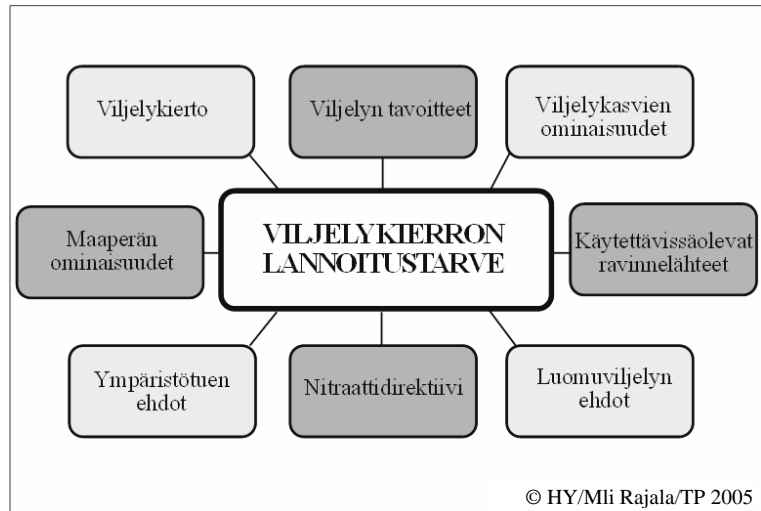 Viljelykierto
Viljelyn tavoitteet
Viljelykasvien
ominaisuudet
Maaperän
ominaisuudet
VILJELYKIERRON
LANNOITUSTARVE
Käytettävissäolevat
ravinnelähteet
Ympäristötuen
ehdot
Nitraattidirektiivi
Luomuviljelyn
ehdot
© HY/Mli Rajala/TP 2005